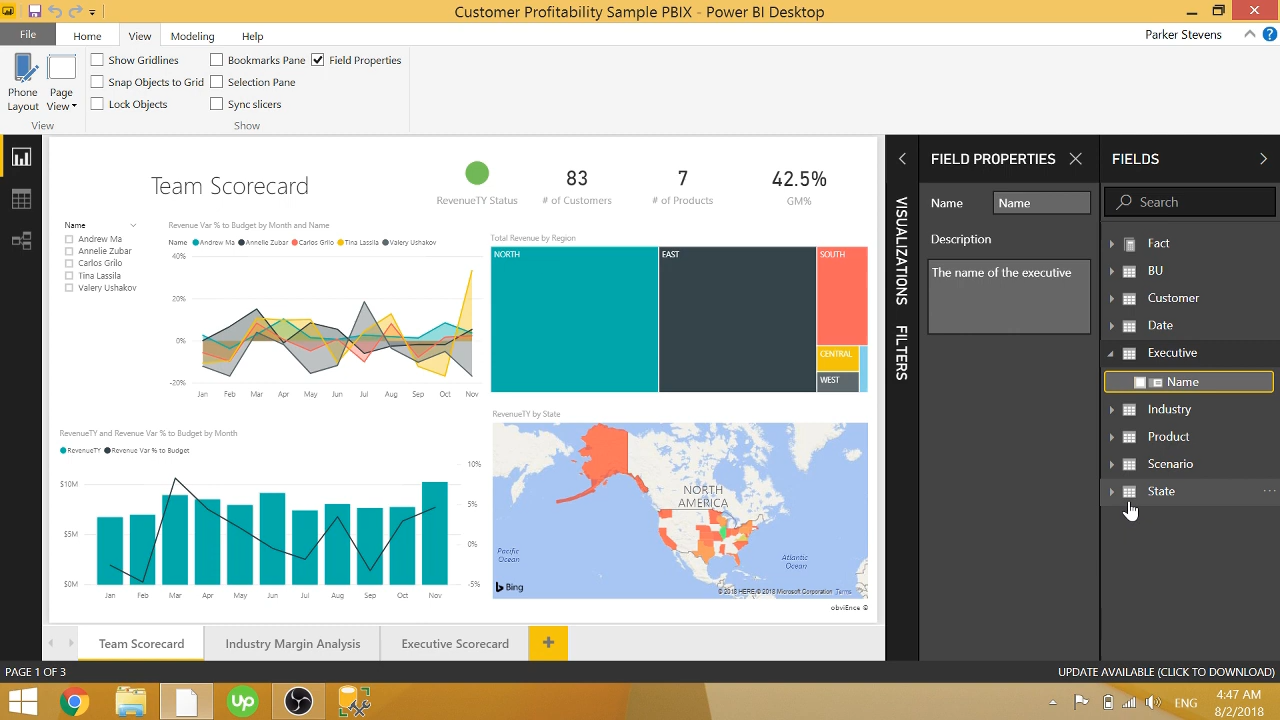 Customer Profitability Sample PBIX - Power BI Desktop
File Home View Modeling Help
Parker Stevens
Phone Layout
Page View
View
Show Gridlines
Snap Objects to Grid
Lock Objects
Bookmarks Pane
Selection Pane
Sync slicers
Field Properties
Show
Team Scorecard
RevenueTY Status
83
# of Customers
7
# of Products
42.5%
GM%
Name
Andrew Ma
Annelie Zubar
Carlos Grilo
Tina Lassila
Valery Ushakov
Revenue Var % to Budget by Month and Name
Name Andrew Ma Annelie Zubar Carlos Grilo Tina Lassila Valery Ushakov
40%
20%
0%
-20%
Jan Feb Mar Apr May Jun Jul Aug Sep Oct Nov
Total Revenue by Region
NORTH
EAST
SOUTH
CENTRAL
WEST
RevenueTY and Revenue Var % to Budget by Month
RevenueTY Revenue Var % to Budget
$10M
$5M
$0M
10%
5%
0%
-5%
Jan Feb Mar Apr May Jun Jul Aug Sep Oct Nov
RevenueTY by State
NORTH AMERICA
Pacific Ocean
Atlantic Ocean
Bing
© 2018 HERE © 2018 Microsoft Corporation Terms
obviEnce ©
VISUALIZATIONS
FILTERS
FIELD PROPERTIES
Name
Name
Description
The name of the executive
FIELDS
Search
Fact
BU
Customer
Date
Executive
Name
Industry
Product
Scenario
State
Team Scorecard
Industry Margin Analysis
Executive Scorecard
PAGE 1 OF 3
UPDATE AVAILABLE (CLICK TO DOWNLOAD)
Up
ENG
4:47 AM
8/2/2018